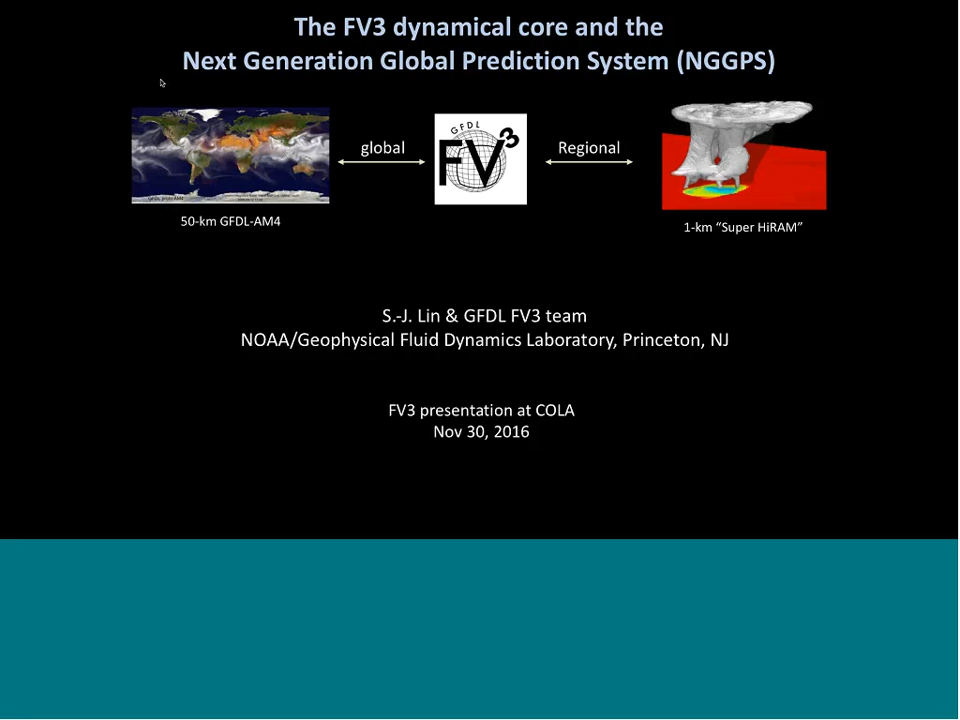 The FV3 dynamical core and the
Next Generation Global Prediction System (NGGPS)
global
GFDL
FV3
Regional
50-km GFDL-AM4
1-km “Super HiRAM”
S.-J. Lin & GFDL FV3 team
NOAA/Geophysical Fluid Dynamics Laboratory, Princeton, NJ
FV3 presentation at COLA
Nov 30, 2016